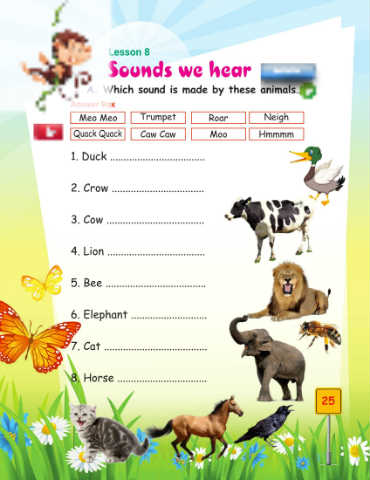 Lesson 8
Sounds we hear
A. Which sound is made by these animals.
Answer Box
Meo Meo Trumpet Roar Neigh
Quack Quack Caw Caw Moo Hmmmm
1. Duck ...................................
2. Crow ..................................
3. Cow ...................................
4. Lion ...................................
5. Bee ....................................
6. Elephant ...........................
7. Cat ....................................
8. Horse ................................
25